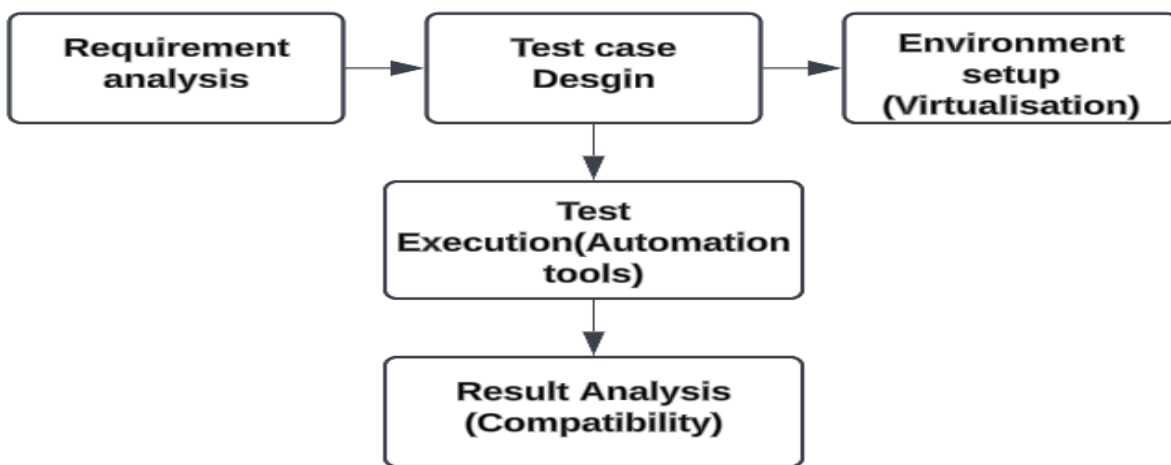 Requirement
analysis
Test case
Desgin
Environment
setup
(Virtualisation)
Test
Execution(Automation
tools)
Result Analysis
(Compatibility)